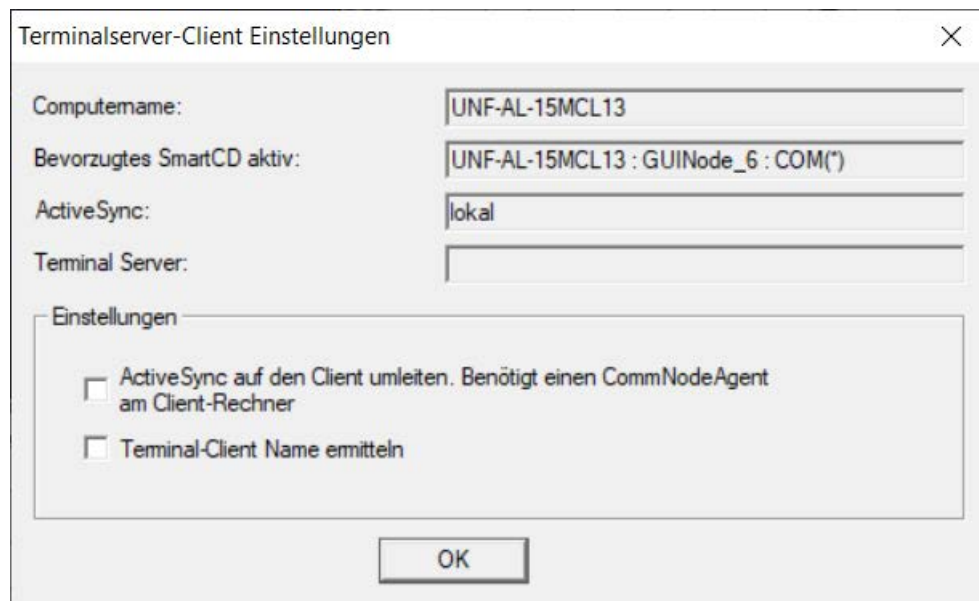 Terminalserver-Client Einstellungen
Computername:
UNF-AL-15MCL13
Bevorzugtes SmartCD aktiv:
UNF-AL-15MCL13 : GUINode_6 : COM(*)
ActiveSync:
lokal
Terminal Server:
Einstellungen
ActiveSync auf den Client umleiten. Benötigt einen CommNodeAgent
am Client-Rechner
Terminal-Client Name ermitteln
OK